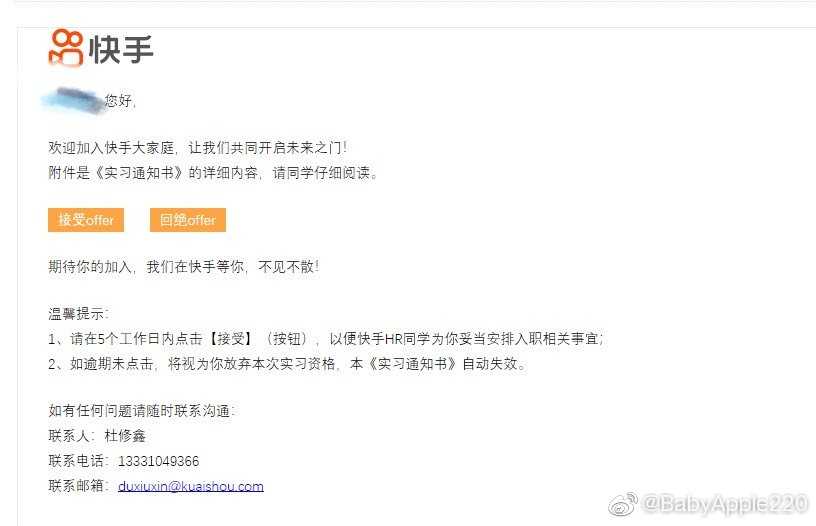 快手
您好，
欢迎加入快手大家庭，让我们共同开启未来之门！
附件是《实习通知书》的详细内容，请同学仔细阅读。
接受offer 回绝offer
期待你的加入，我们在快手等你，不见不散！
温馨提示：
1、请在5个工作日内点击【接受】（按钮），以便快手HR同学为你妥当安排入职相关事宜；
2、如逾期未点击，将视为你放弃本次实习资格，本《实习通知书》自动失效。
如有任何问题请随时联系沟通：
联系人：杜修鑫
联系电话：13331049366
联系邮箱：duxiuxin@kuaishou.com
@BabyApple220